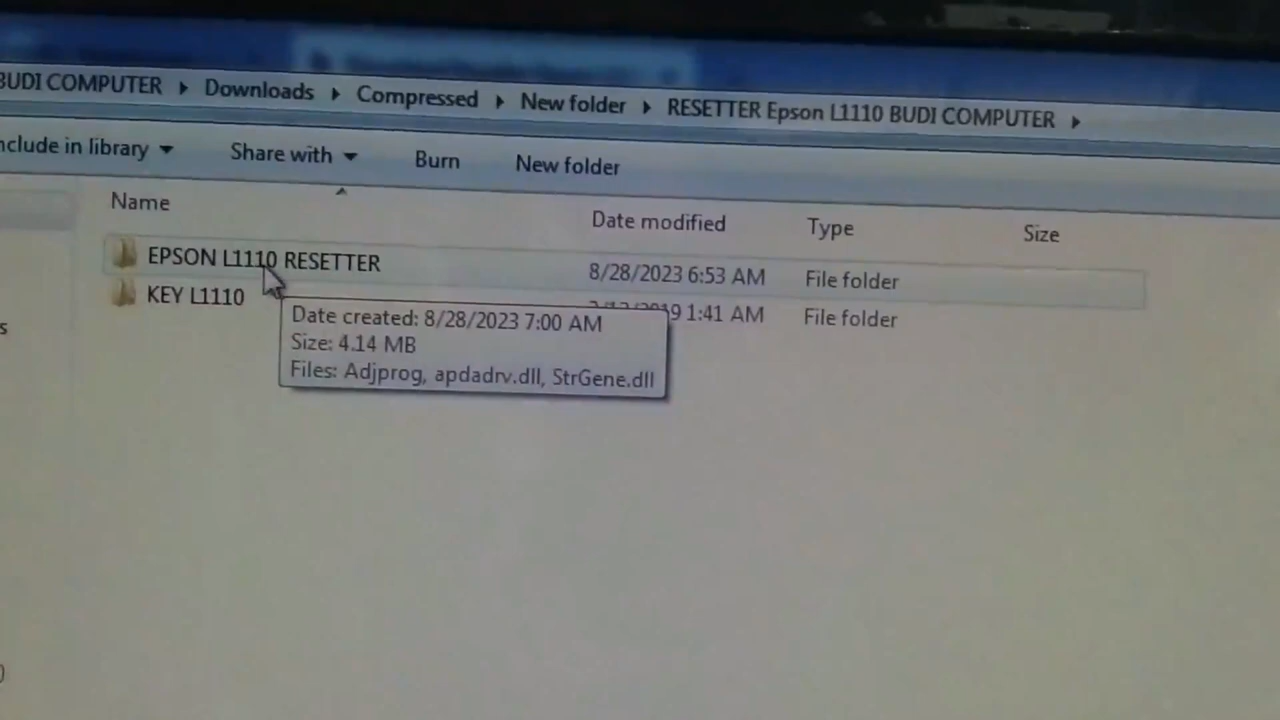 BUDI COMPUTER Downloads Compressed New folder RESETTER Epson L1110 BUDI COMPUTER
nclude in library Share with Burn New folder
Name Date modified Type Size
EPSON L1110 RESETTER 8/28/2023 6:53 AM File folder
KEY L1110 1:41 AM File folder
Date created: 8/28/2023 7:00 AM
Size: 4.14 MB
Files: Adjprog, apdadrv.dll, StrGene.dll
s
)